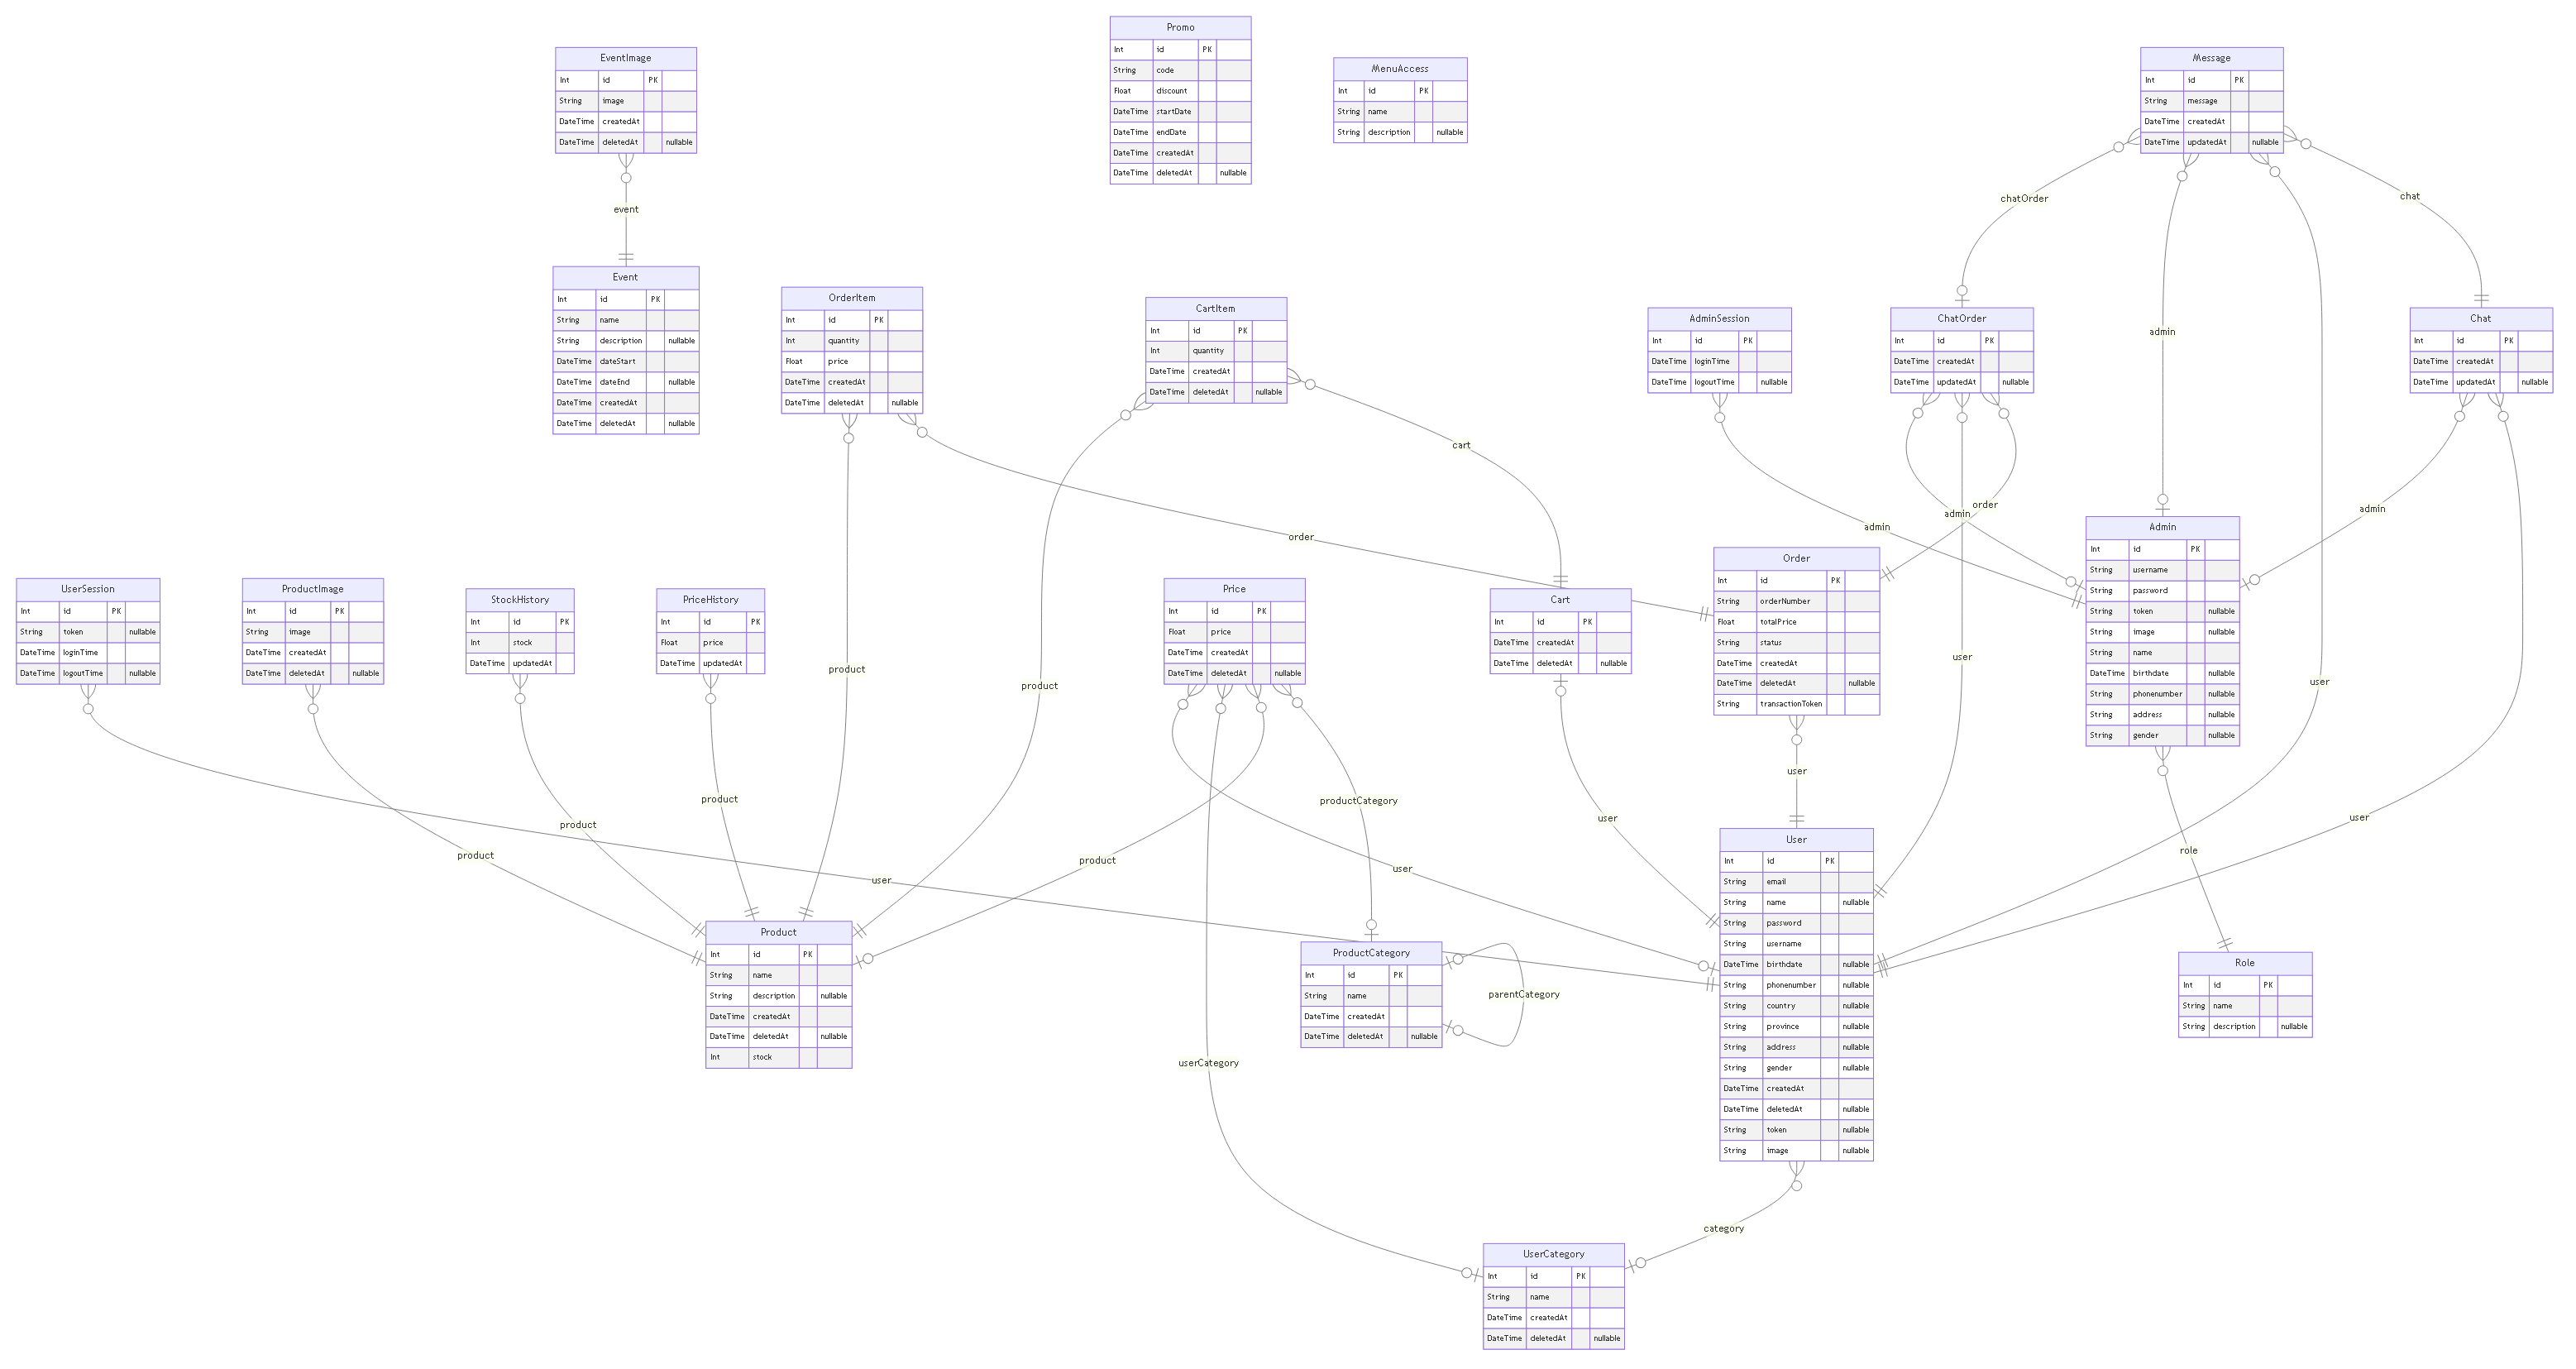 EventImage
Int id PK
String image
DateTime createdAt
DateTime deletedAt nullable
event
Event
Int id PK
String name
String description nullable
DateTime dateStart
DateTime dateEnd nullable
DateTime createdAt
DateTime deletedAt nullable
Promo
Int id PK
String code
Float discount
DateTime startDate
DateTime endDate
DateTime createdAt
DateTime deletedAt nullable
MenuAccess
Int id PK
String name
String description nullable
Message
Int id PK
String message
DateTime createdAt
DateTime updatedAt nullable
chatOrder
chat
admin
user
OrderItem
Int id PK
Int quantity
Float price
DateTime createdAt
DateTime deletedAt nullable
product
order
CartItem
Int id PK
Int quantity
DateTime createdAt
DateTime deletedAt nullable
product
cart
AdminSession
Int id PK
DateTime loginTime
DateTime logoutTime nullable
admin
ChatOrder
Int id PK
DateTime createdAt
DateTime updatedAt nullable
admin
order
user
Chat
Int id PK
DateTime createdAt
DateTime updatedAt nullable
admin
user
UserSession
Int id PK
String token nullable
DateTime loginTime
DateTime logoutTime nullable
user
ProductImage
Int id PK
String image
DateTime createdAt
DateTime deletedAt nullable
product
StockHistory
Int id PK
Int stock
DateTime updatedAt
product
PriceHistory
Int id PK
Float price
DateTime updatedAt
product
Price
Int id PK
Float price
DateTime createdAt
DateTime deletedAt nullable
productCategory
product
user
userCategory
Cart
Int id PK
DateTime createdAt
DateTime deletedAt nullable
user
Order
Int id PK
String orderNumber
Float totalPrice
String status
DateTime createdAt
DateTime deletedAt nullable
String transactionToken
user
Admin
Int id PK
String username
String password
String token nullable
String image nullable
String name
DateTime birthdate nullable
String phonenumber nullable
String address nullable
String gender nullable
role
Product
Int id PK
String name
String description nullable
DateTime createdAt
DateTime deletedAt nullable
Int stock
ProductCategory
Int id PK
String name
DateTime createdAt
DateTime deletedAt nullable
parentCategory
User
Int id PK
String email
String name nullable
String password
String username
DateTime birthdate nullable
String phonenumber nullable
String country nullable
String province nullable
String address nullable
String gender nullable
DateTime createdAt
DateTime deletedAt nullable
String token nullable
String image nullable
category
Role
Int id PK
String name
String description nullable
UserCategory
Int id PK
String name
DateTime createdAt
DateTime deletedAt nullable